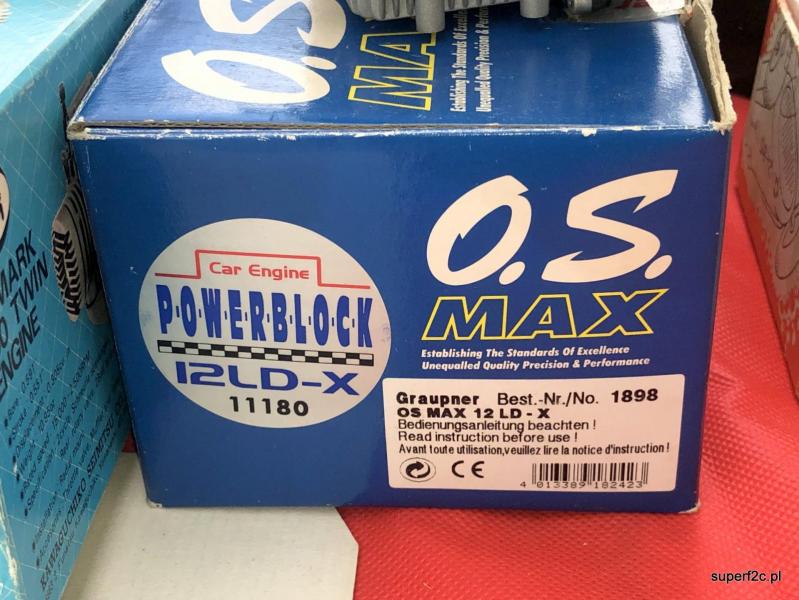 O.S.
MAX
Establishing The Standards Of Excellence
Unequalled Quality Precision & Performance
Car Engine
P·O·W·E·R·B·L·O·C·K
12LD-X
11180
O.S.
MAX
Establishing The Standards Of Excellence
Unequalled Quality Precision & Performance
Graupner Best.-Nr./No. 1898
OS MAX 12 LD - X
Bedienungsanleitung beachten !
Read instruction before use !
Avant toute utilisation,veuillez lire la notice d'instruction !
CE
4 013389 182423
MARK
TWIN
ENGINE
KAWAGUCHIKO SEIMITSU
superf2c.pl